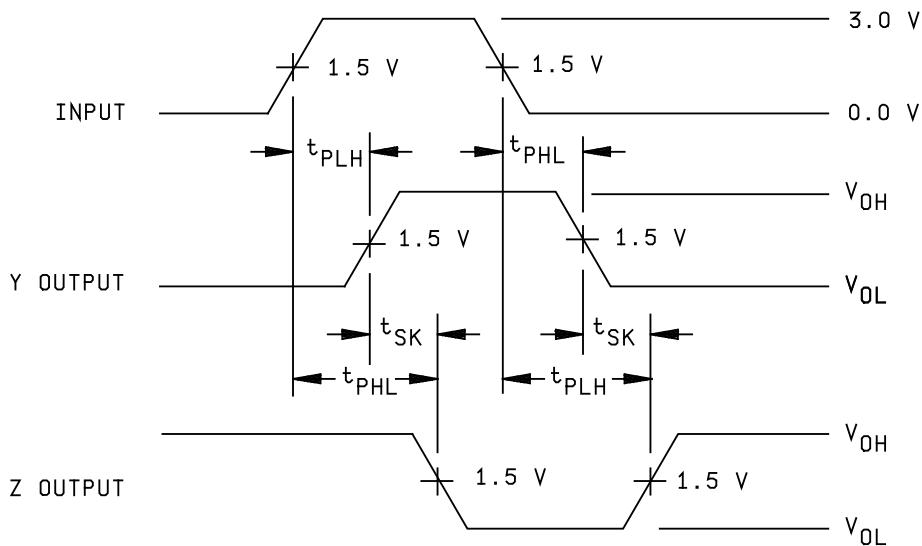 3.0 V
1.5 V 1.5 V
INPUT 0.0 V
tPLH tPHL
VOH
1.5 V 1.5 V
Y OUTPUT VOL
tSK tSK
tPHL tPLH
VOH
1.5 V 1.5 V
Z OUTPUT
VOL